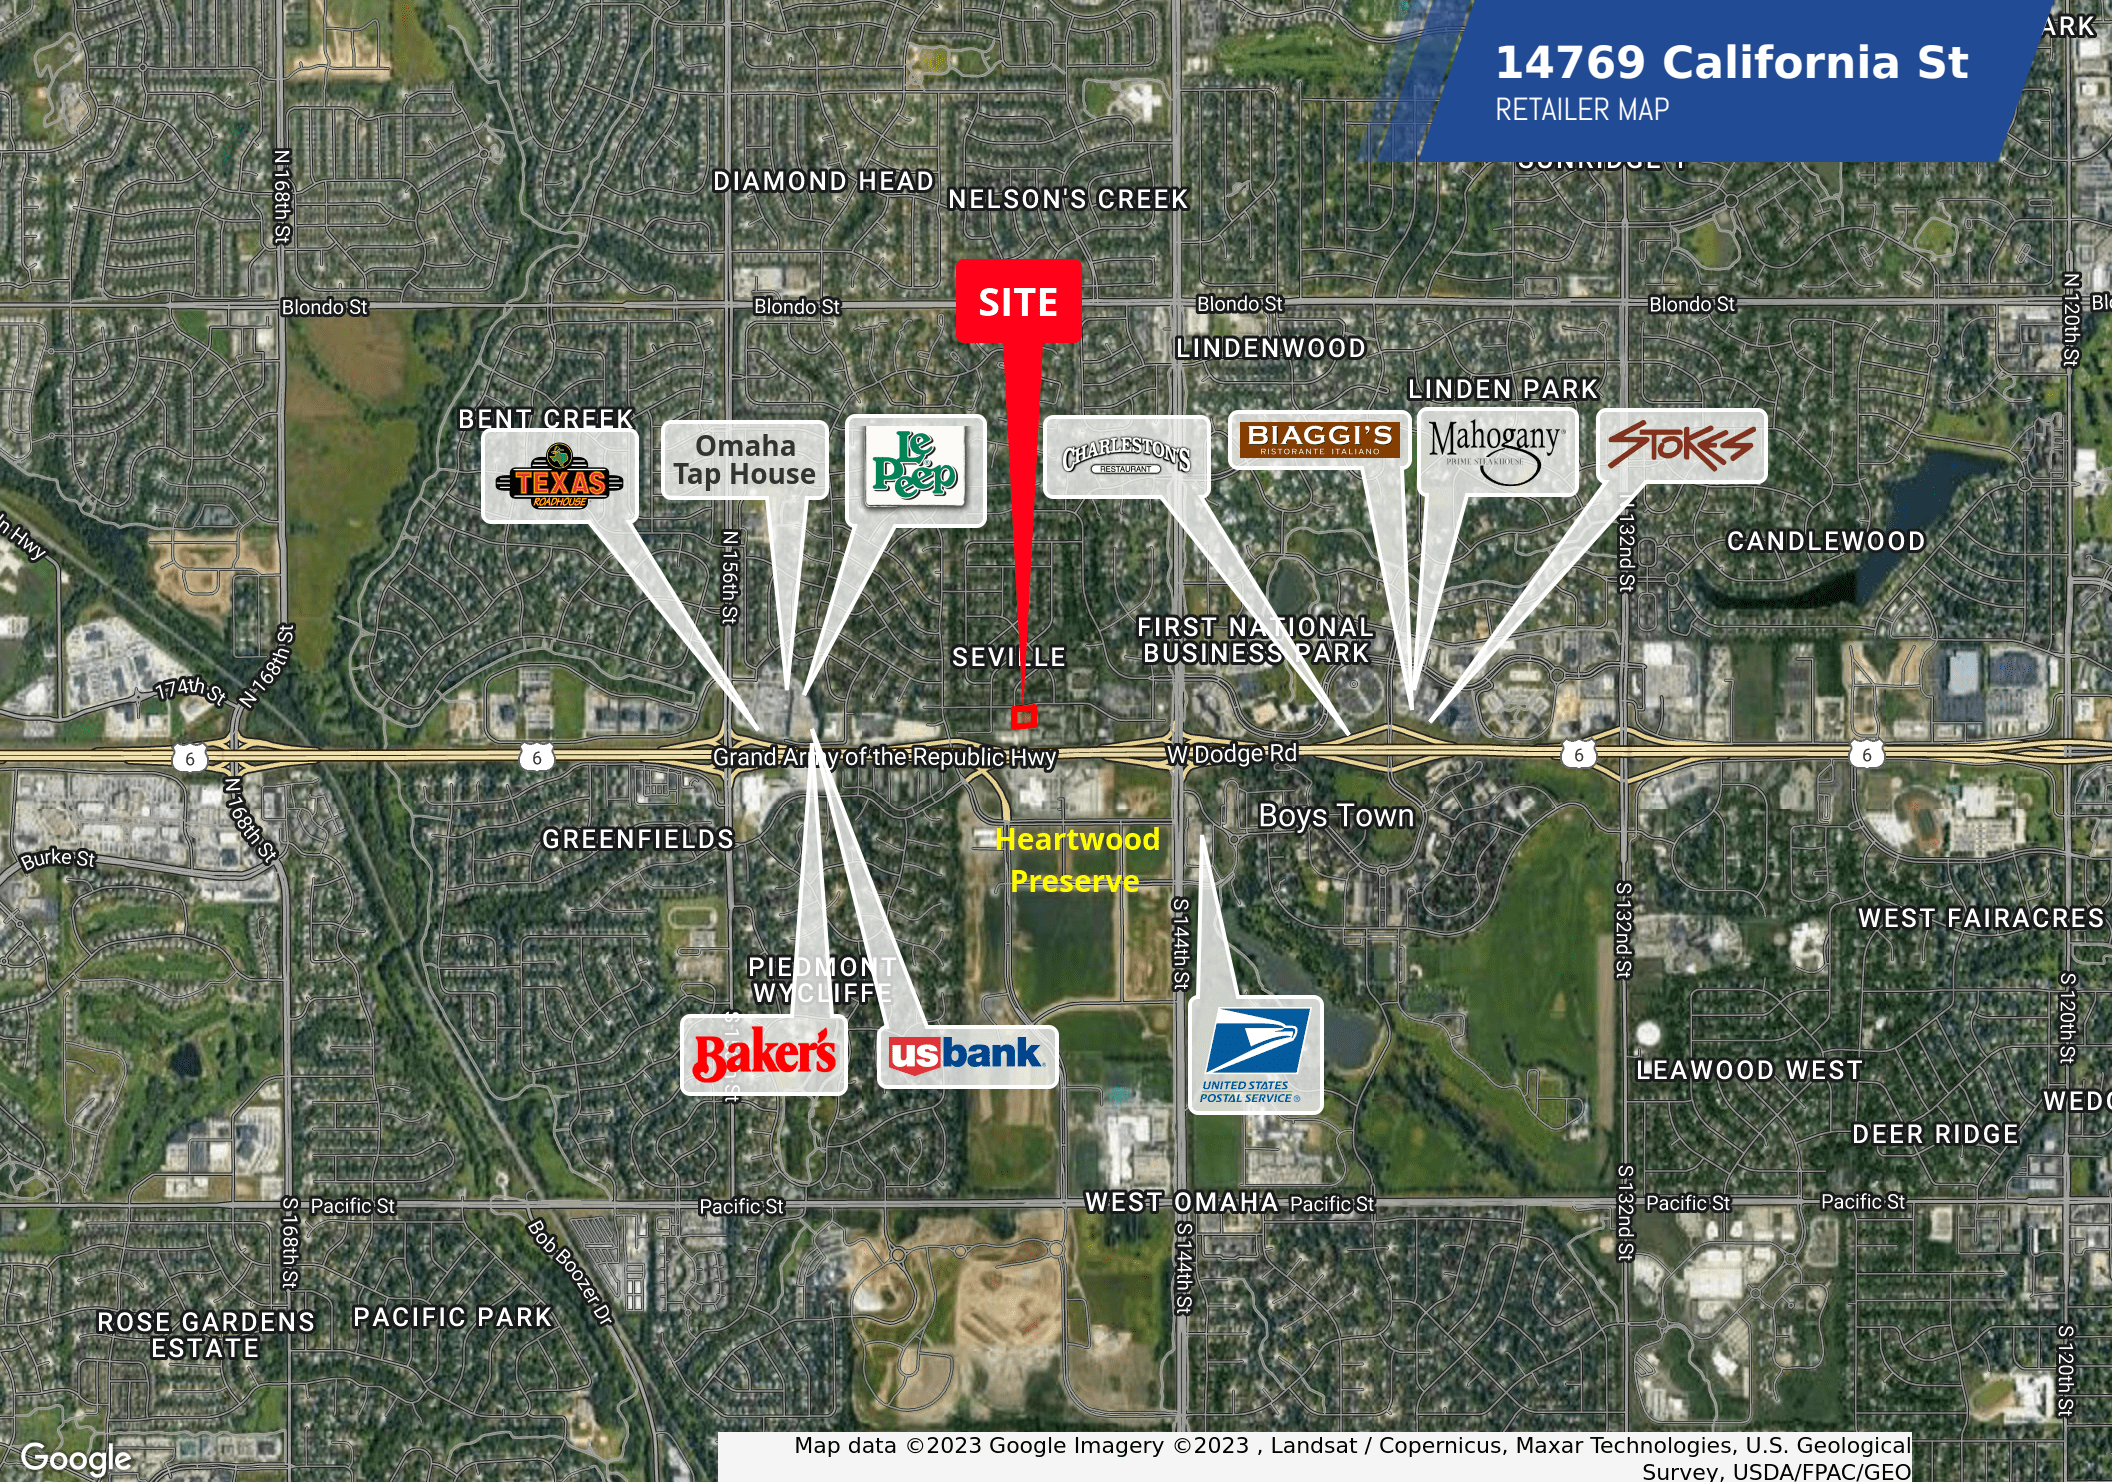 14769 California St
RETAILER MAP
ARK
N 168th St
DIAMOND HEAD
NELSON'S CREEK
SITE
Blondo St
Blondo St
Blondo St
Blondo St
N 120th St
LINDENWOOD
LINDEN PARK
BENT CREEK
TEXAS
ROADHOUSE
Omaha
Tap House
Le
Peep
CHARLESTON'S
RESTAURANT
BIAGGI'S
RISTORANTE ITALIANO
Mahogany
PRIME STEAKHOUSE
STOKES
N 156th St
N 132nd St
CANDLEWOOD
FIRST NATIONAL
BUSINESS PARK
SEVILLE
174th St
N 168th St
6
6
Grand Army of the Republic Hwy
W Dodge Rd
6
6
N 168th St
Burke St
GREENFIELDS
Heartwood
Preserve
Boys Town
S 144th St
S 132nd St
WEST FAIRACRES
PIEDMONT
WYCLIFFE
S 120th St
Baker's
usbank
UNITED STATES
POSTAL SERVICE®
LEAWOOD WEST
DEER RIDGE
S 168th St
Pacific St
Pacific St
WEST OMAHA
Pacific St
Pacific St
Pacific St
S 132nd St
S 144th St
Bob Boozer Dr
ROSE GARDENS
ESTATE
PACIFIC PARK
S 120th St
Google
Map data ©2023 Google Imagery ©2023 , Landsat / Copernicus, Maxar Technologies, U.S. Geological
Survey, USDA/FPAC/GEO